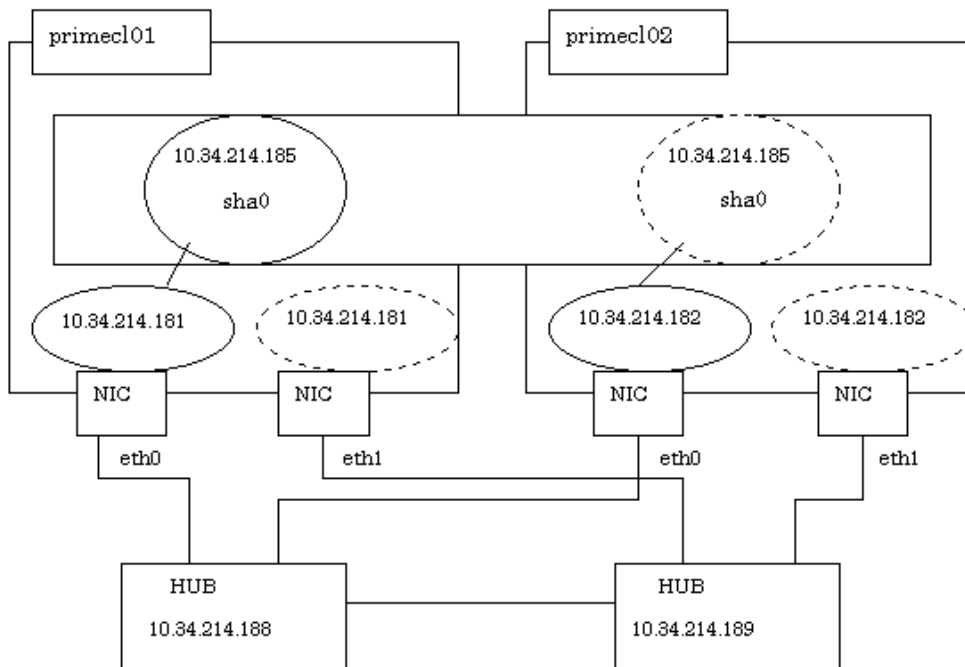 primecl01
primecl02
10.34.214.185
sha0
10.34.214.185
sha0
10.34.214.181
10.34.214.181
10.34.214.182
10.34.214.182
NIC
NIC
NIC
NIC
eth0
eth1
eth0
eth1
HUB
10.34.214.188
HUB
10.34.214.189